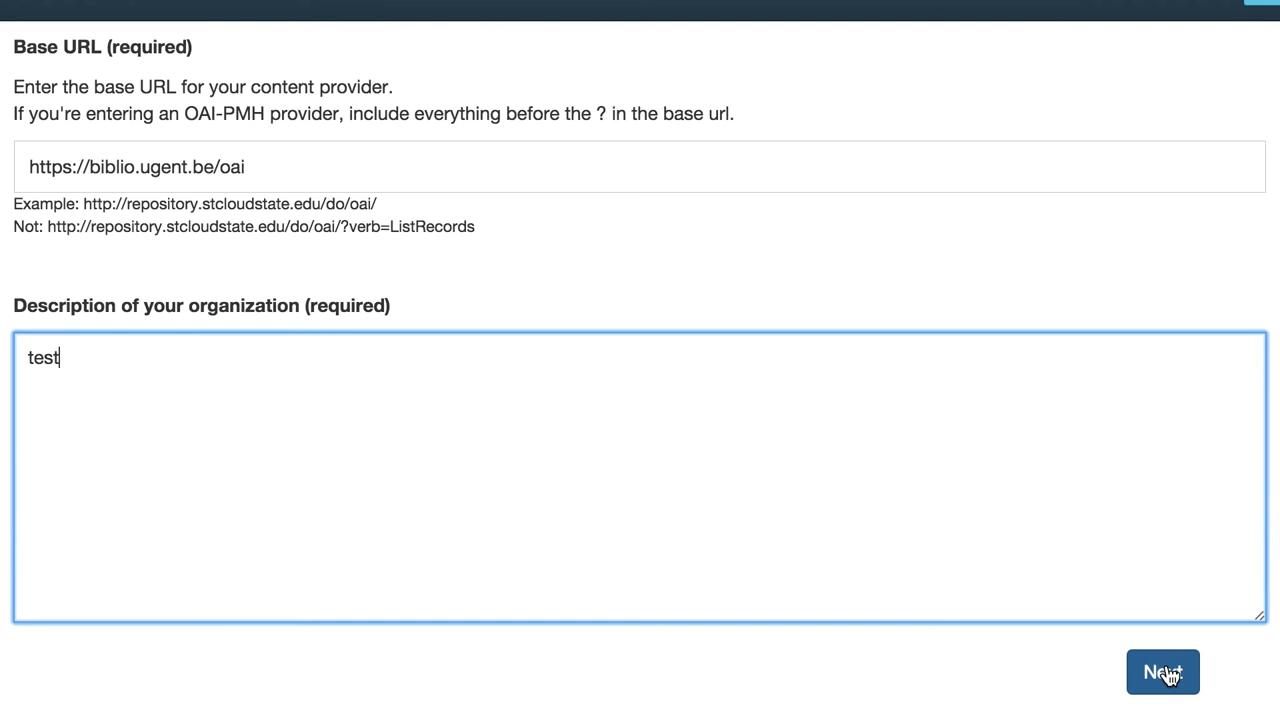 Base URL (required)
Enter the base URL for your content provider.
If you're entering an OAI-PMH provider, include everything before the ? in the base url.
https://biblio.ugent.be/oai
Example: http://repository.stcloudstate.edu/do/oai/
Not: http://repository.stcloudstate.edu/do/oai/?verb=ListRecords
Description of your organization (required)
test
Next